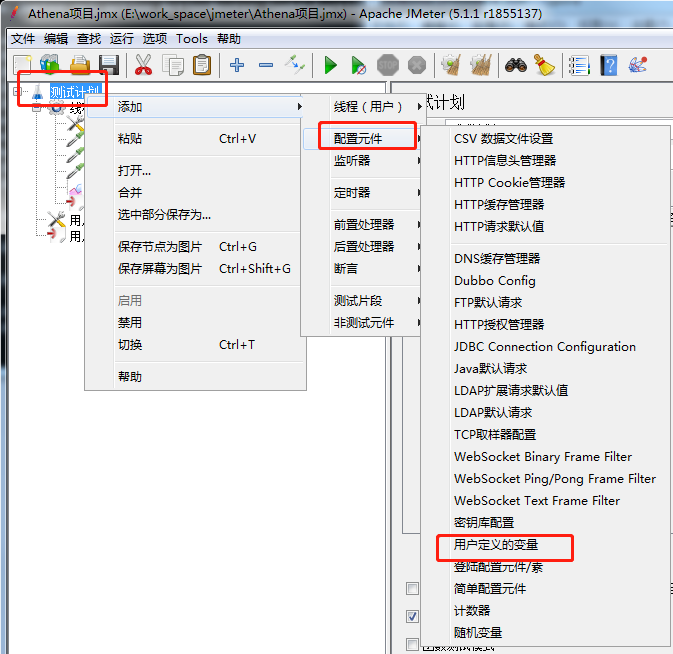 Athena项目.jmx (E:\work_space\jmeter\Athena项目.jmx) - Apache JMeter (5.1.1 r1855137)
文件 编辑 查找 运行 选项 Tools 帮助
测试计划
添加
粘贴 Ctrl+V
打开...
合并
选中部分保存为...
保存节点为图片 Ctrl+G
保存屏幕为图片 Ctrl+Shift+G
启用
禁用
切换 Ctrl+T
帮助
线程（用户）
配置元件
监听器
定时器
前置处理器
后置处理器
断言
测试片段
非测试元件
试计划
CSV 数据文件设置
HTTP信息头管理器
HTTP Cookie管理器
HTTP缓存管理器
HTTP请求默认值
DNS缓存管理器
Dubbo Config
FTP默认请求
HTTP授权管理器
JDBC Connection Configuration
Java默认请求
LDAP扩展请求默认值
LDAP默认请求
TCP取样器配置
WebSocket Binary Frame Filter
WebSocket Ping/Pong Frame Filter
WebSocket Text Frame Filter
密钥库配置
用户定义的变量
登陆配置元件/素
简单配置元件
计数器
随机变量
线
用
用